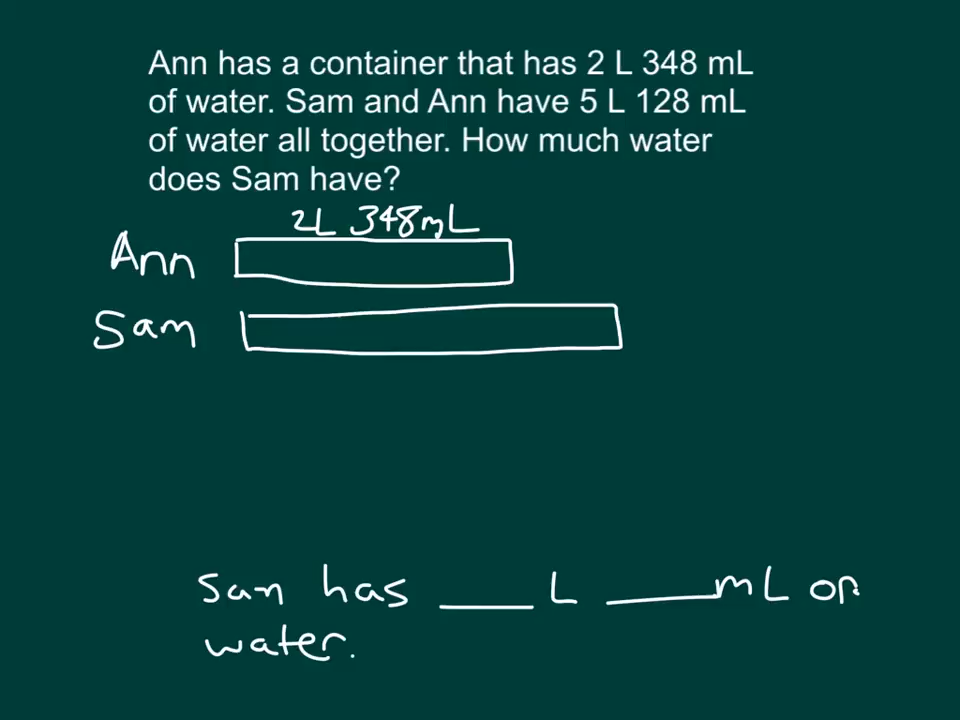 Ann has a container that has 2 L 348 mL
of water. Sam and Ann have 5 L 128 mL
of water all together. How much water
does Sam have?
2L 348mL
Ann
Sam
Sam has ___ L ___ mL of
water.